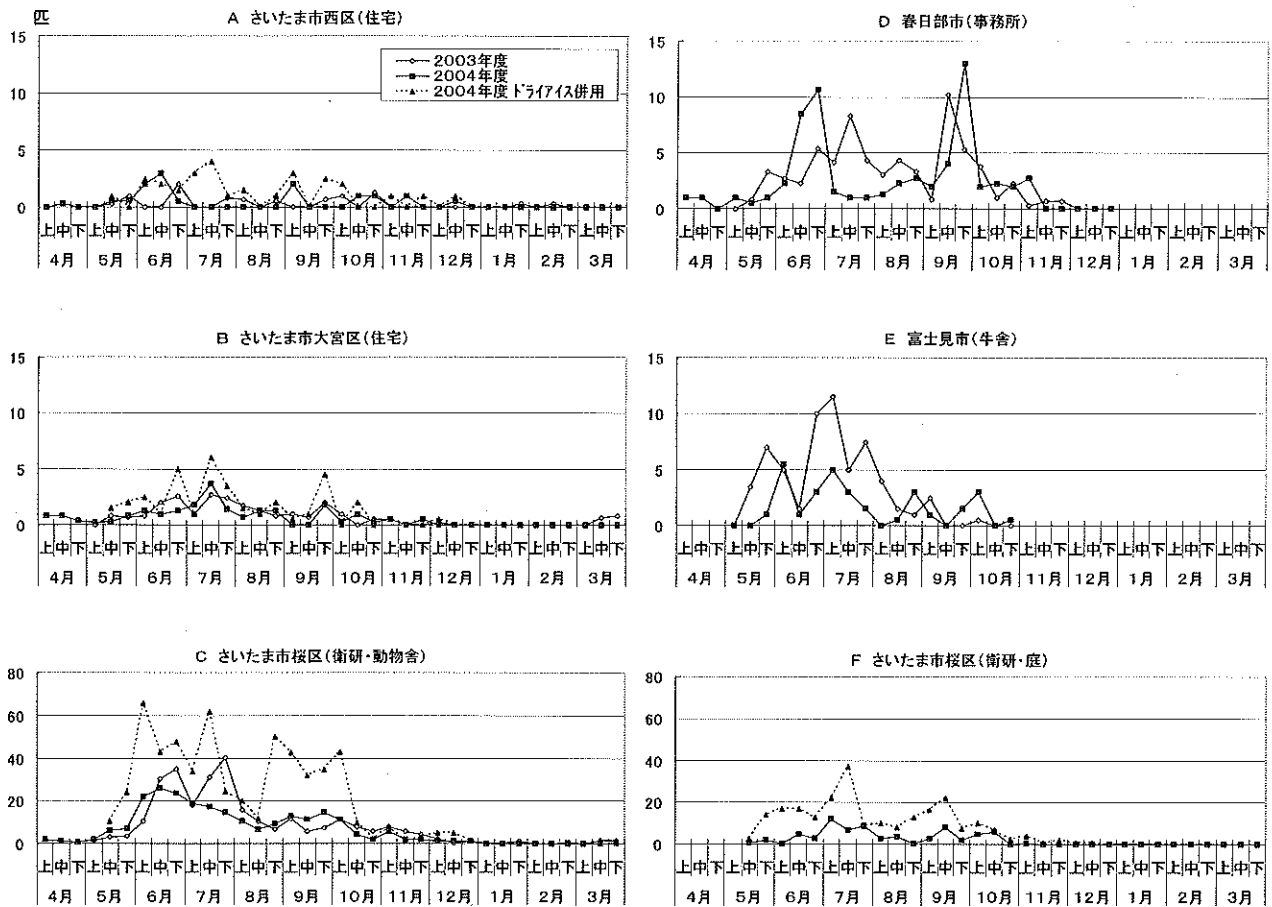 匹
A さいたま市西区(住宅)
15
10
5
0
2003年度
2004年度
2004年度 ドライアイス併用
上 中 下 上 中 下 上 中 下 上 中 下 上 中 下 上 中 下 上 中 下 上 中 下 上 中 下 上 中 下 上 中 下 上 中 下
4月 5月 6月 7月 8月 9月 10月 11月 12月 1月 2月 3月
D 春日部市(事務所)
15
10
5
0
上 中 下 上 中 下 上 中 下 上 中 下 上 中 下 上 中 下 上 中 下 上 中 下 上 中 下 上 中 下 上 中 下 上 中 下
4月 5月 6月 7月 8月 9月 10月 11月 12月 1月 2月 3月
B さいたま市大宮区(住宅)
15
10
5
0
上 中 下 上 中 下 上 中 下 上 中 下 上 中 下 上 中 下 上 中 下 上 中 下 上 中 下 上 中 下 上 中 下 上 中 下
4月 5月 6月 7月 8月 9月 10月 11月 12月 1月 2月 3月
E 富士見市(牛舎)
15
10
5
0
上 中 下 上 中 下 上 中 下 上 中 下 上 中 下 上 中 下 上 中 下 上 中 下 上 中 下 上 中 下 上 中 下 上 中 下
4月 5月 6月 7月 8月 9月 10月 11月 12月 1月 2月 3月
C さいたま市桜区(衛研・動物舎)
80
60
40
20
0
上 中 下 上 中 下 上 中 下 上 中 下 上 中 下 上 中 下 上 中 下 上 中 下 上 中 下 上 中 下 上 中 下 上 中 下
4月 5月 6月 7月 8月 9月 10月 11月 12月 1月 2月 3月
F さいたま市桜区(衛研・庭)
80
60
40
20
0
上 中 下 上 中 下 上 中 下 上 中 下 上 中 下 上 中 下 上 中 下 上 中 下 上 中 下 上 中 下 上 中 下 上 中 下
4月 5月 6月 7月 8月 9月 10月 11月 12月 1月 2月 3月